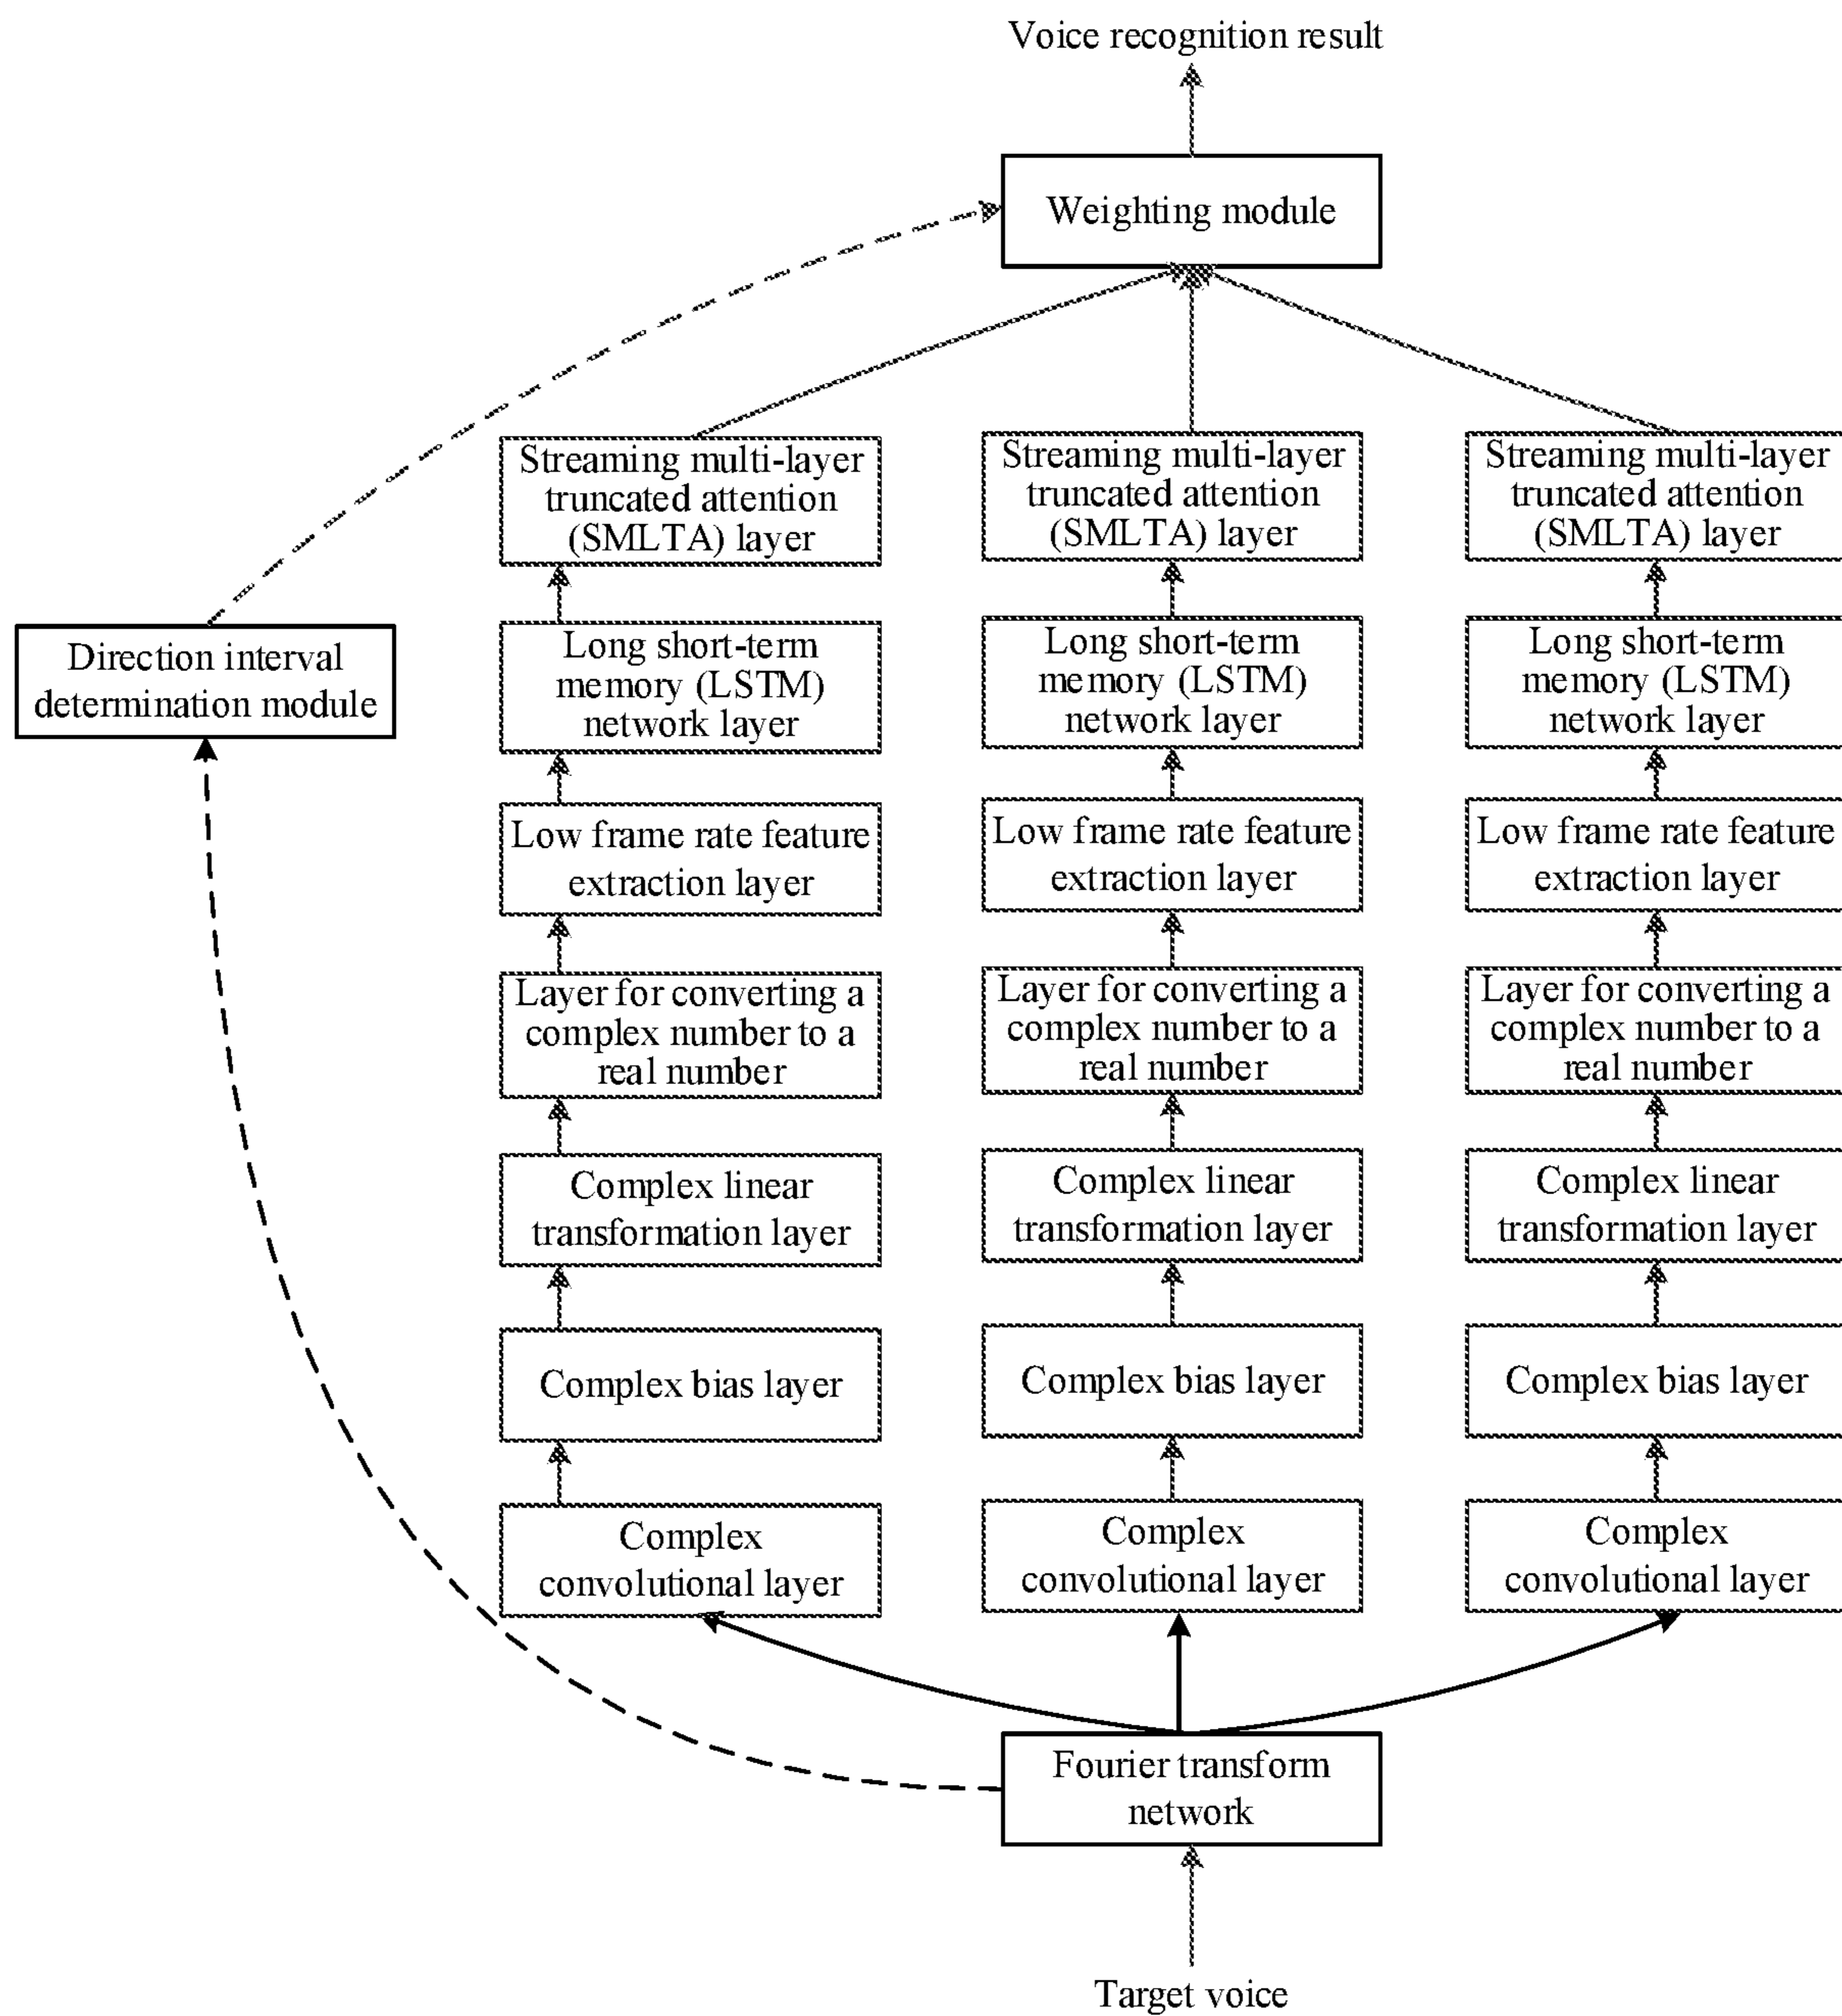 Voice recognition result
Weighting module
Streaming multi-layer
truncated attention
(SMLTA) layer
Streaming multi-layer
truncated attention
(SMLTA) layer
Streaming multi-layer
truncated attention
(SMLTA) layer
Direction interval
determination module
Long short-term
memory (LSTM)
network layer
Long short-term
memory (LSTM)
network layer
Long short-term
memory (LSTM)
network layer
Low frame rate feature
extraction layer
Low frame rate feature
extraction layer
Low frame rate feature
extraction layer
Layer for converting a
complex number to a
real number
Layer for converting a
complex number to a
real number
Layer for converting a
complex number to a
real number
Complex linear
transformation layer
Complex linear
transformation layer
Complex linear
transformation layer
Complex bias layer
Complex bias layer
Complex bias layer
Complex
convolutional layer
Complex
convolutional layer
Complex
convolutional layer
Fourier transform
network
Target voice